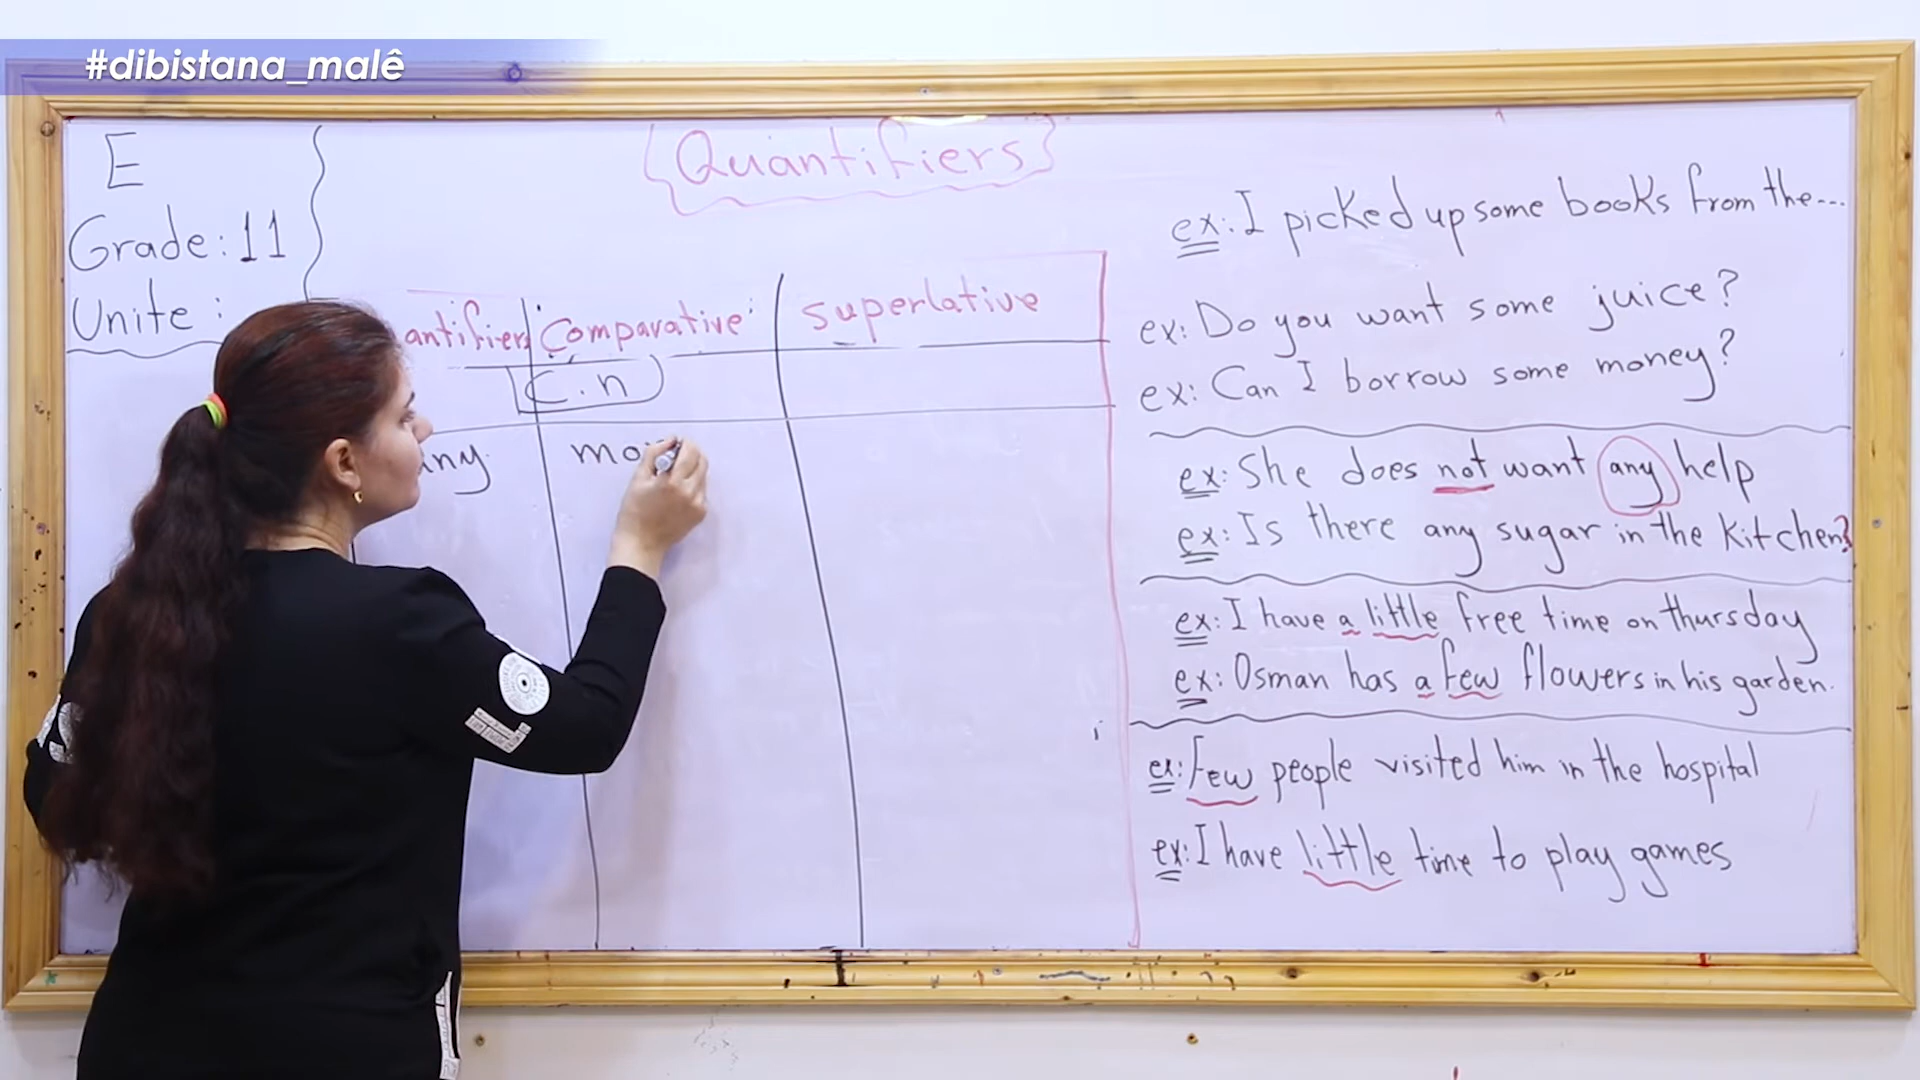 #dibistana_malê
E
Grade: 11
Unite:
Quantifiers
antifiers Comparative superlative
C.n
ny mo
ex: I picked up some books from the...
ex: Do you want some juice?
ex: Can I borrow some money?
ex: She does not want any help
ex: Is there any sugar in the Kitchen?
ex: I have a little free time on thursday
ex: Osman has a few flowers in his garden.
ex: Few people visited him in the hospital
ex: I have little time to play games